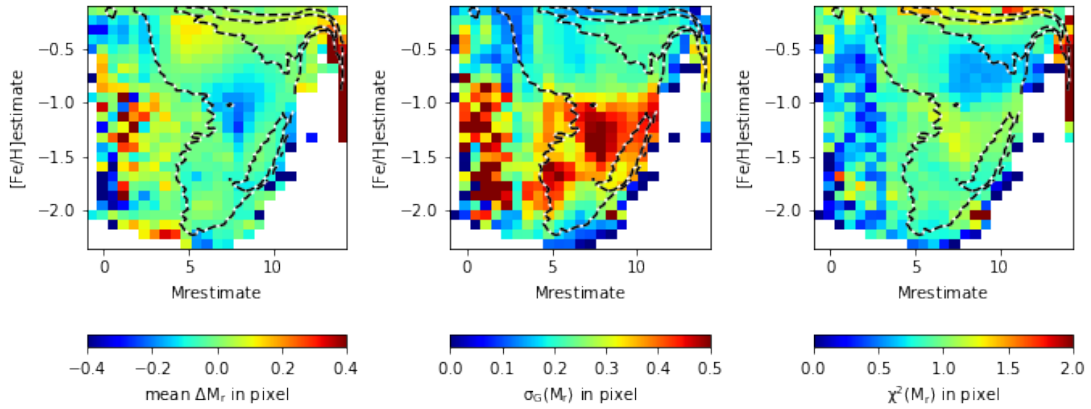 [Fe/H]estimate
−0.5
−1.0
−1.5
−2.0
0 5 10
Mrestimate
−0.4 −0.2 0.0 0.2 0.4
mean ΔMr in pixel
[Fe/H]estimate
−0.5
−1.0
−1.5
−2.0
0 5 10
Mrestimate
0.0 0.1 0.2 0.3 0.4 0.5
σG(Mr) in pixel
[Fe/H]estimate
−0.5
−1.0
−1.5
−2.0
0 5 10
Mrestimate
0.0 0.5 1.0 1.5 2.0
χ²(Mr) in pixel